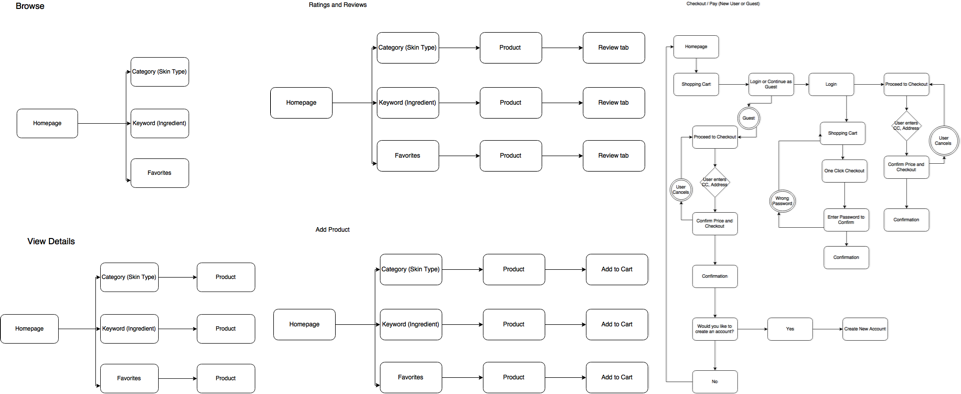 Browse
Category (Skin Type)
Homepage
Keyword (Ingredient)
Favorites
Ratings and Reviews
Category (Skin Type)
Product
Review tab
Homepage
Keyword (Ingredient)
Product
Review tab
Favorites
Product
Review tab
View Details
Category (Skin Type)
Product
Homepage
Keyword (Ingredient)
Product
Favorites
Product
Add Product
Category (Skin Type)
Product
Add to Cart
Homepage
Keyword (Ingredient)
Product
Add to Cart
Favorites
Product
Add to Cart
Checkout / Pay (New User or Guest)
Homepage
Shopping Cart
Login or Continue as
Guest
Login
Proceed to Checkout
Guest
Proceed to Checkout
User enters
CC, Address
User
Cancels
Confirm Price and
Checkout
Confirmation
Would you like to
create an account?
Yes
Create New Account
No
Shopping Cart
One Click Checkout
Wrong
Password
Enter Password to
Confirm
Confirmation
User enters
CC, Address
User
Cancels
Confirm Price and
Checkout
Confirmation